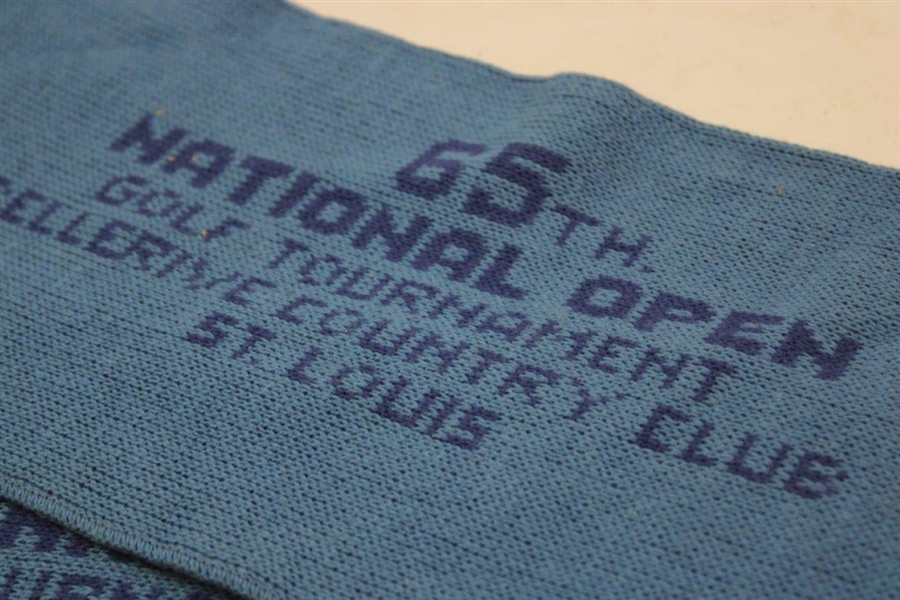 65TH.
NATIONAL OPEN
GOLF TOURNAMENT
BELLERIVE COUNTRY CLUB
ST. LOUIS